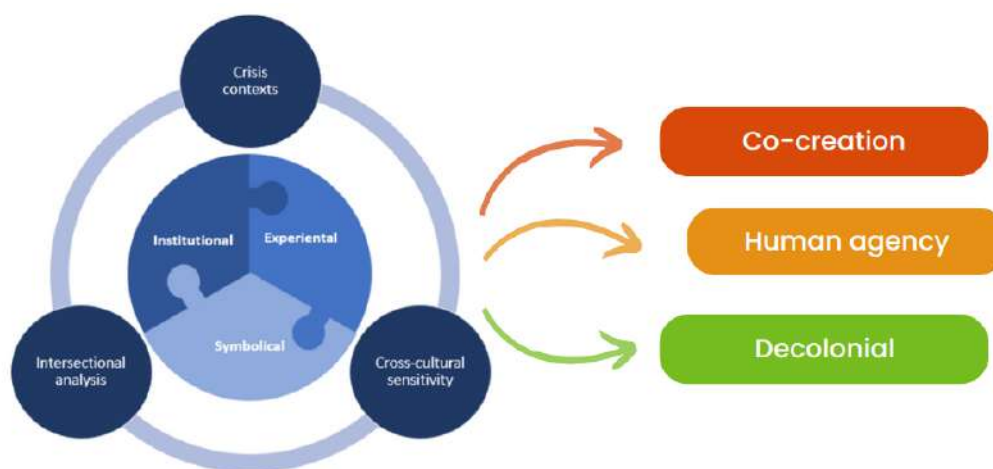 Crisis
contexts
Institutional
Experiental
Symbolical
Intersectional
analysis
Cross-cultural
sensitivity
Co-creation
Human agency
Decolonial